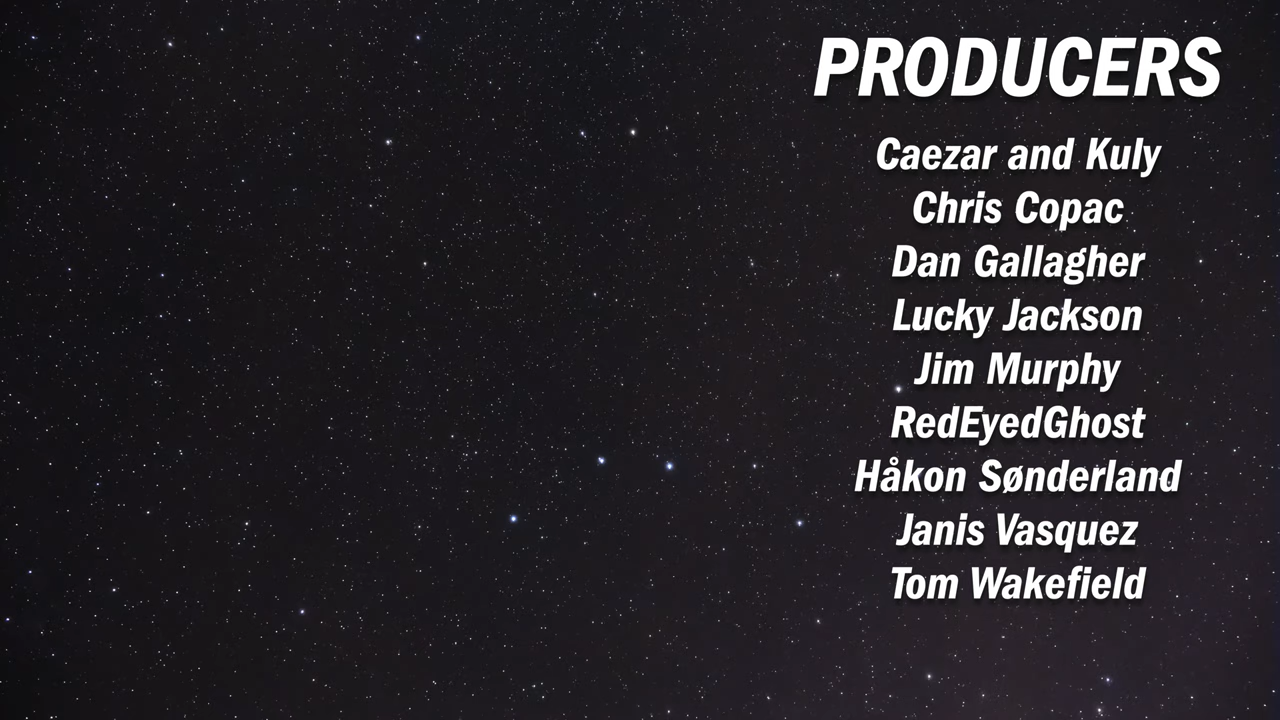 PRODUCERS
Caezar and Kuly
Chris Copac
Dan Gallagher
Lucky Jackson
Jim Murphy
RedEyedGhost
Håkon Sønderland
Janis Vasquez
Tom Wakefield